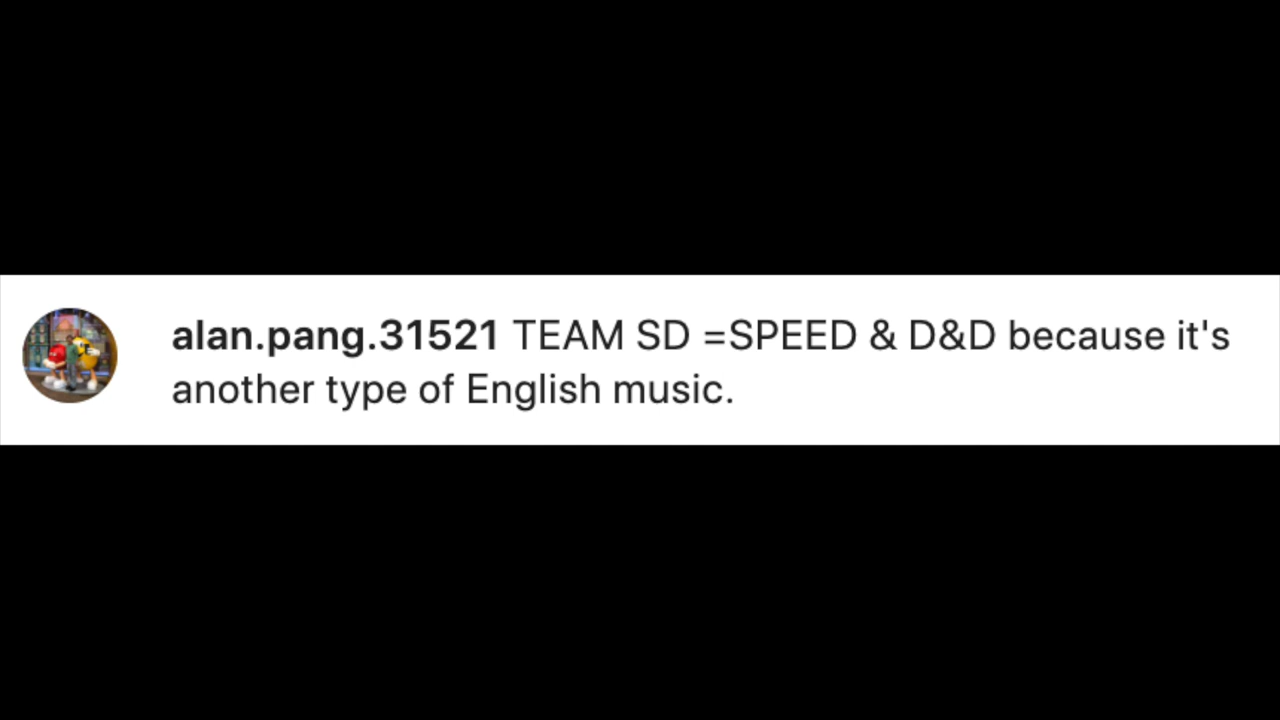 alan.pang.31521 TEAM SD =SPEED & D&D because it's
another type of English music.